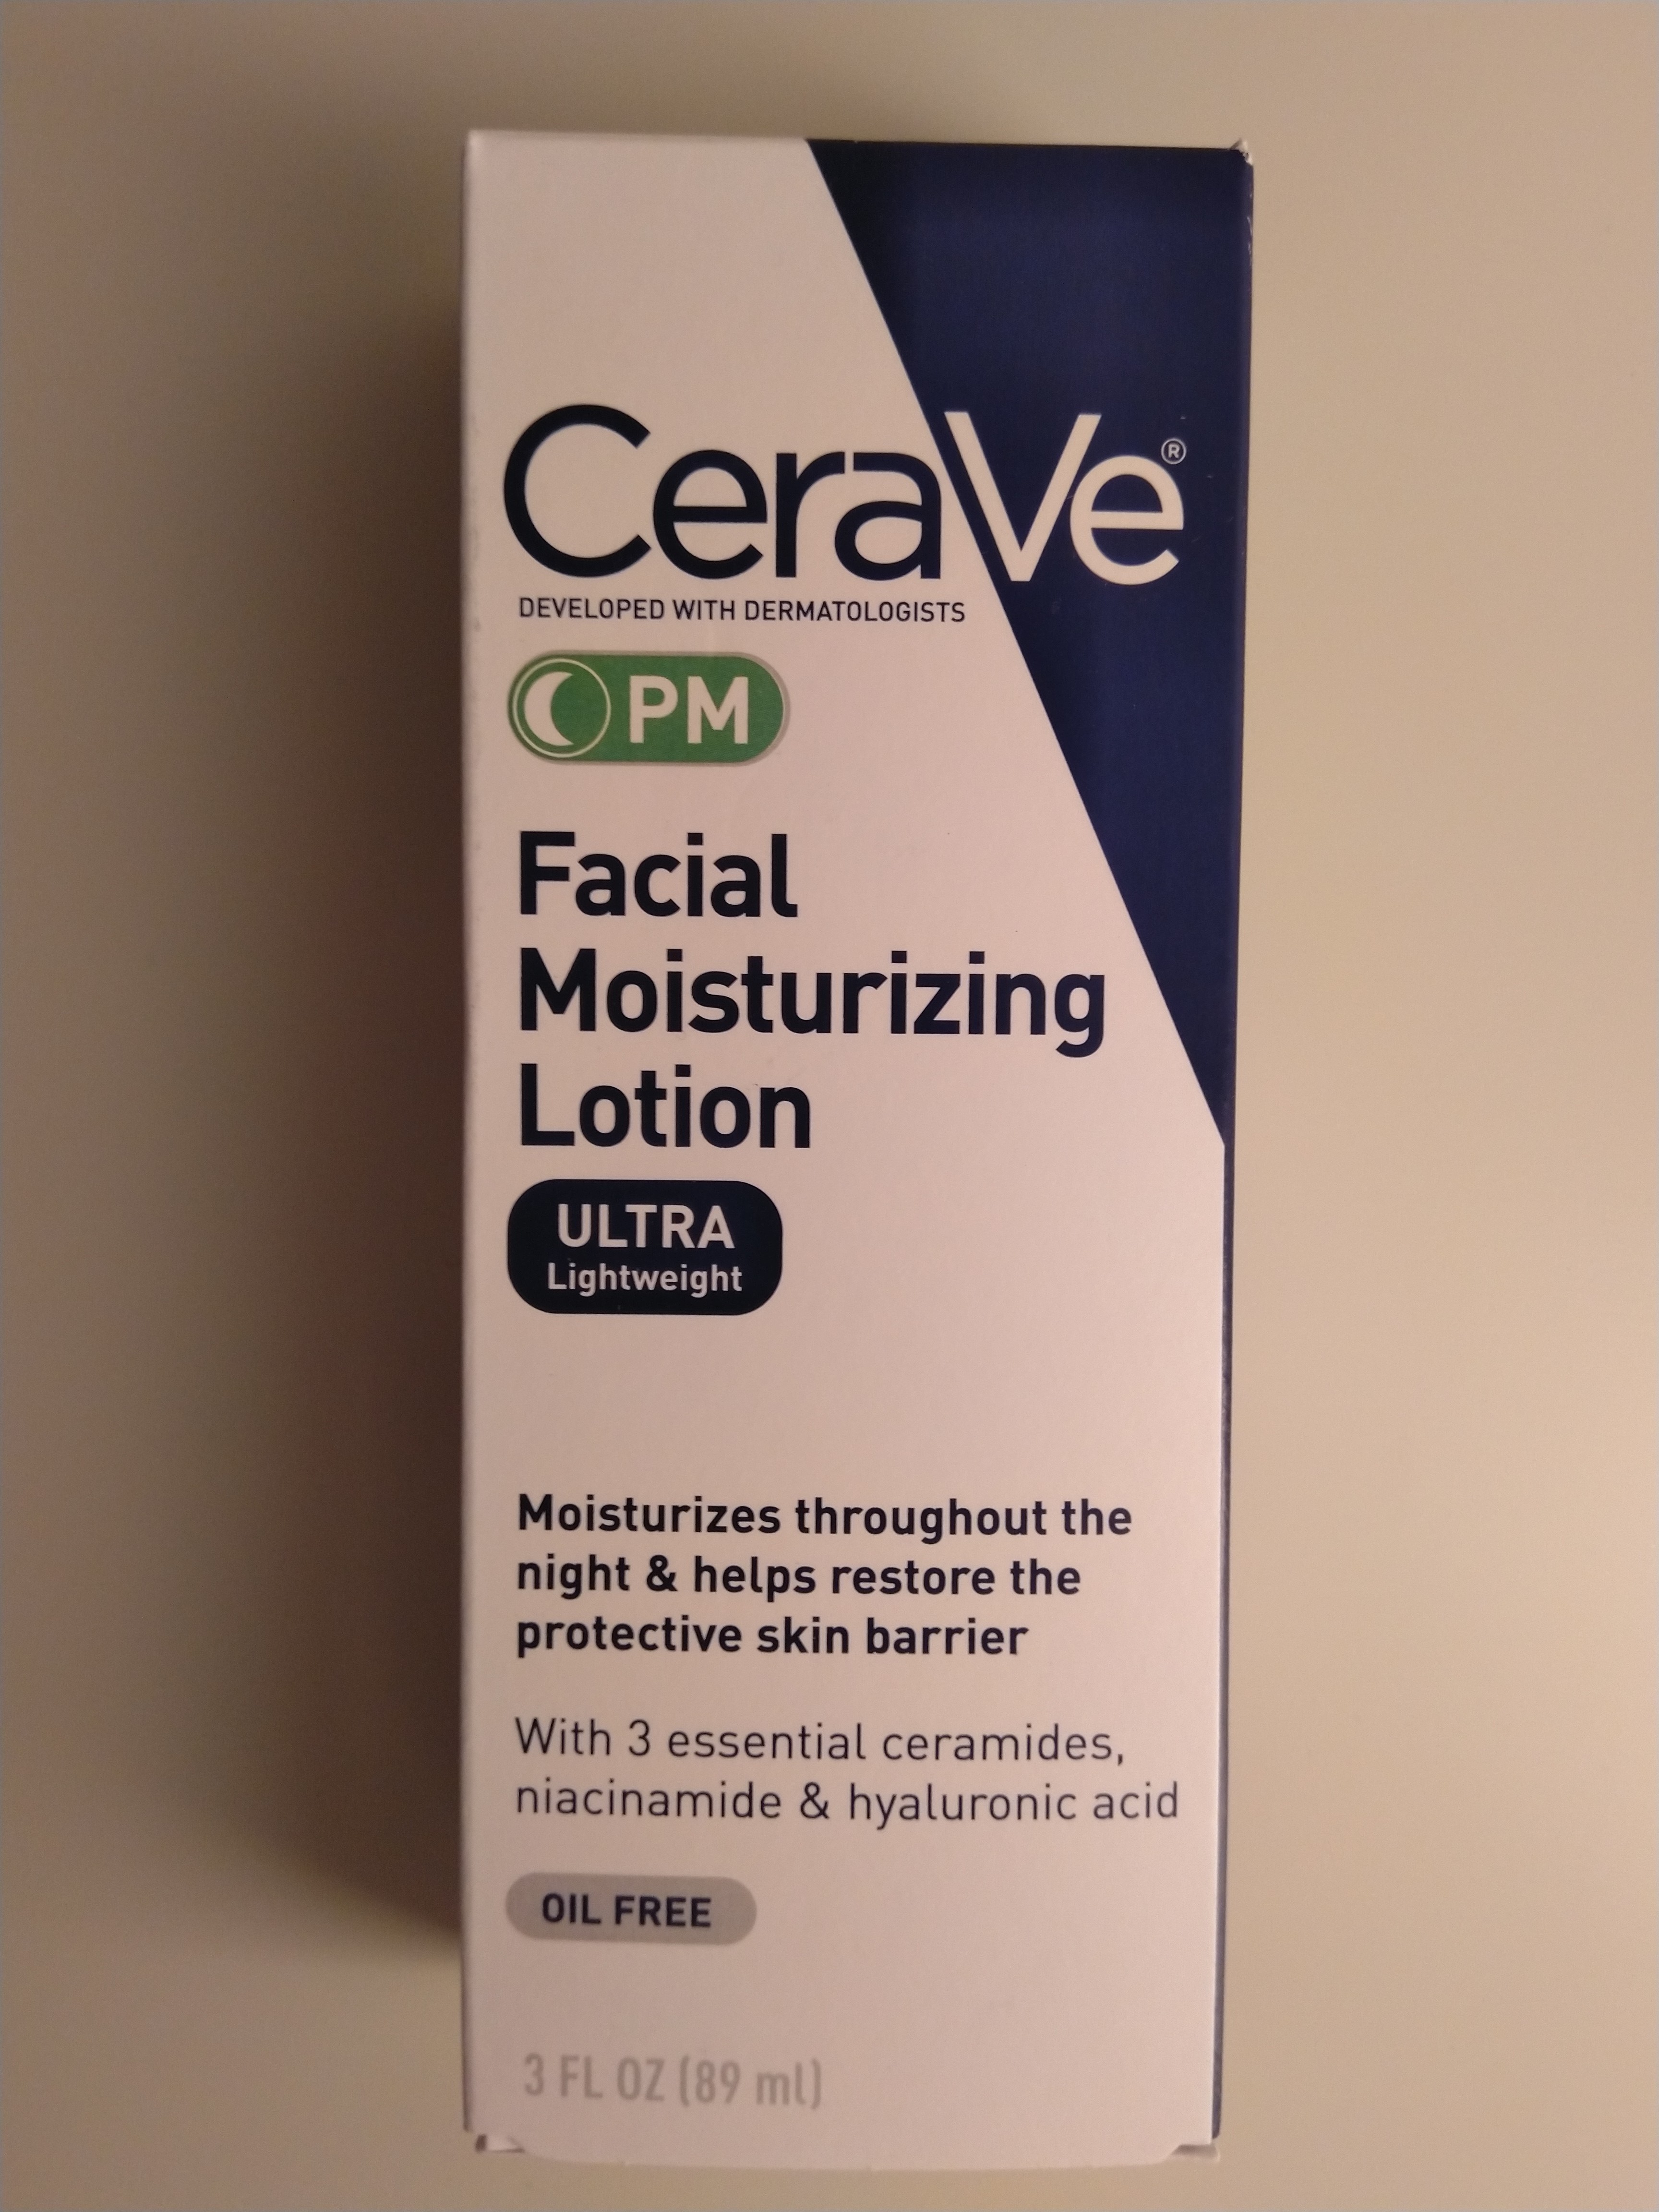 CeraVe®
DEVELOPED WITH DERMATOLOGISTS
PM
Facial
Moisturizing
Lotion
ULTRA
Lightweight
Moisturizes throughout the
night & helps restore the
protective skin barrier
With 3 essential ceramides,
niacinamide & hyaluronic acid
OIL FREE
3 FL OZ (89 ml)